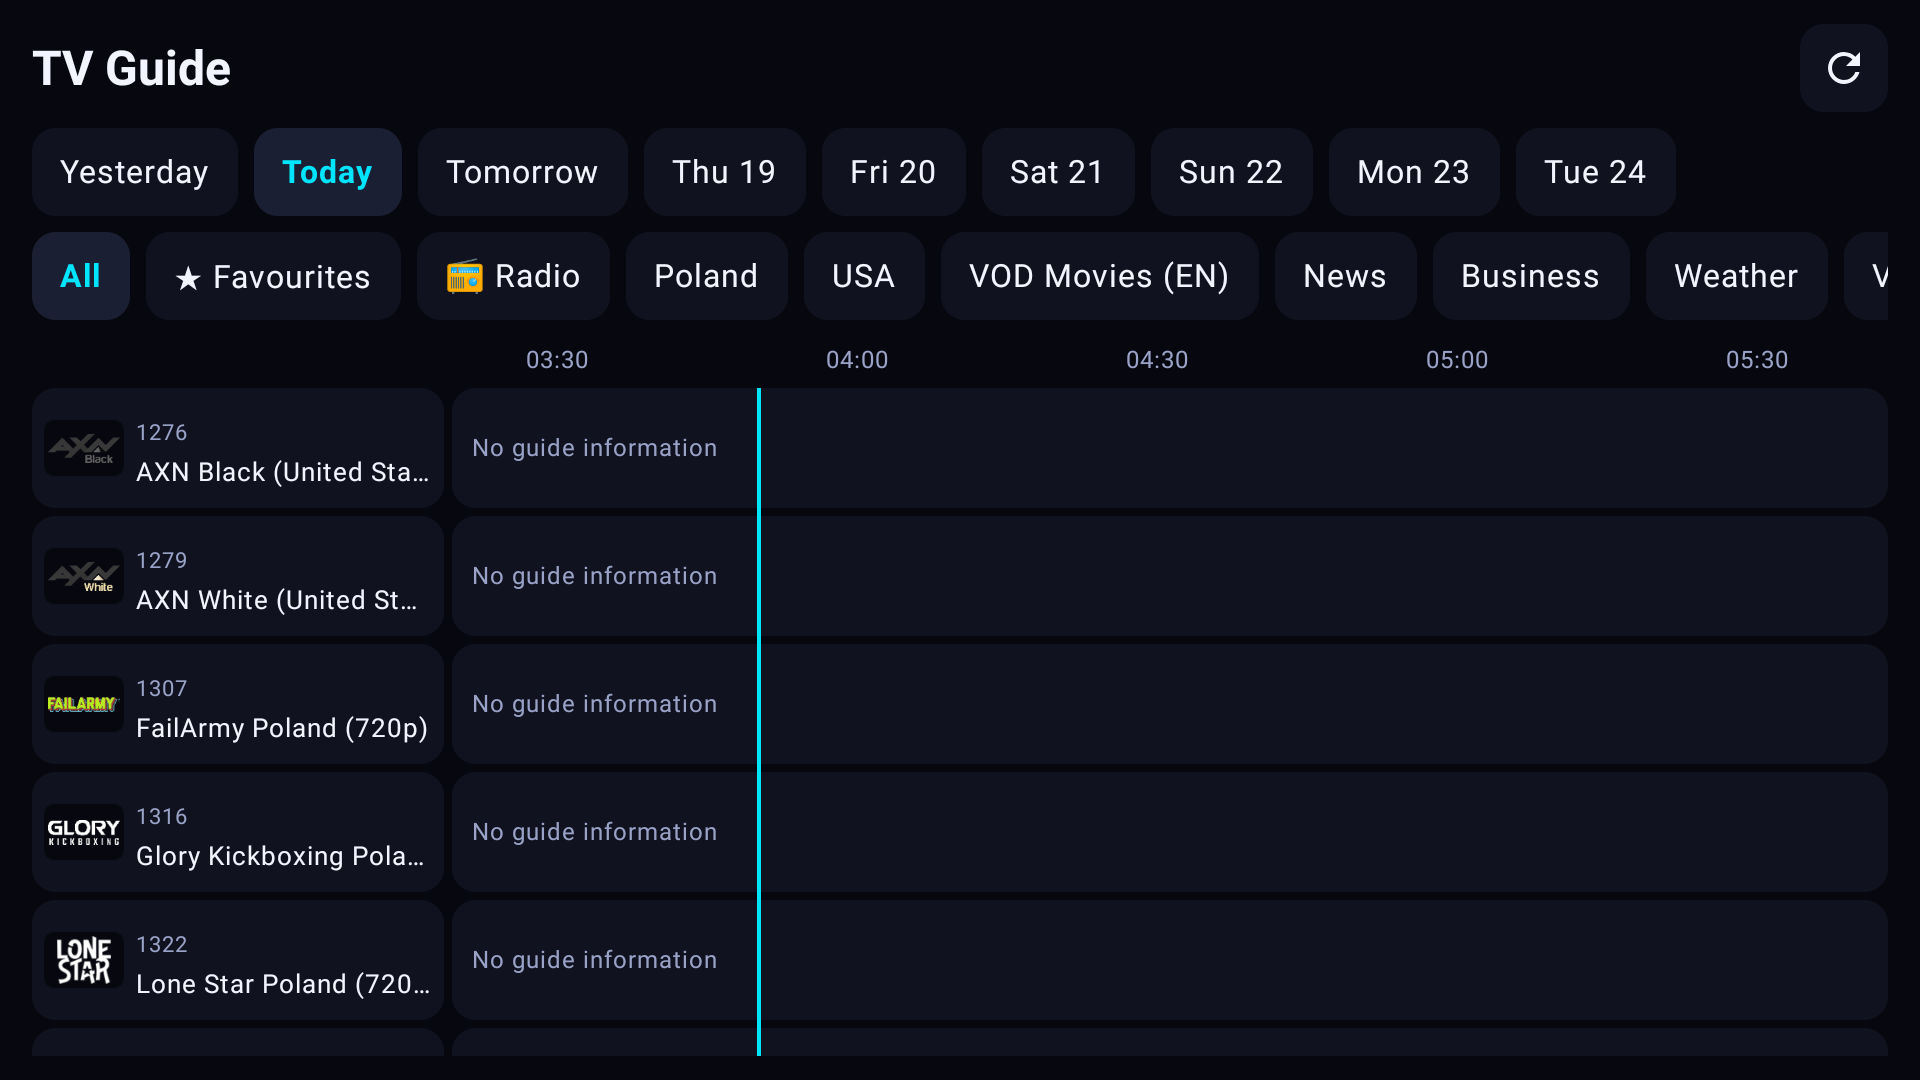 TV Guide
Yesterday Today Tomorrow Thu 19 Fri 20 Sat 21 Sun 22 Mon 23 Tue 24
All ★ Favourites 📻 Radio Poland USA VOD Movies (EN) News Business Weather V
03:30 04:00 04:30 05:00 05:30
AXN Black
1276
AXN Black (United Sta…
No guide information
AXN White
1279
AXN White (United St…
No guide information
FAILARMY
1307
FailArmy Poland (720p)
No guide information
GLORY
KICKBOXING
1316
Glory Kickboxing Pola…
No guide information
LONE
STAR
1322
Lone Star Poland (720…
No guide information